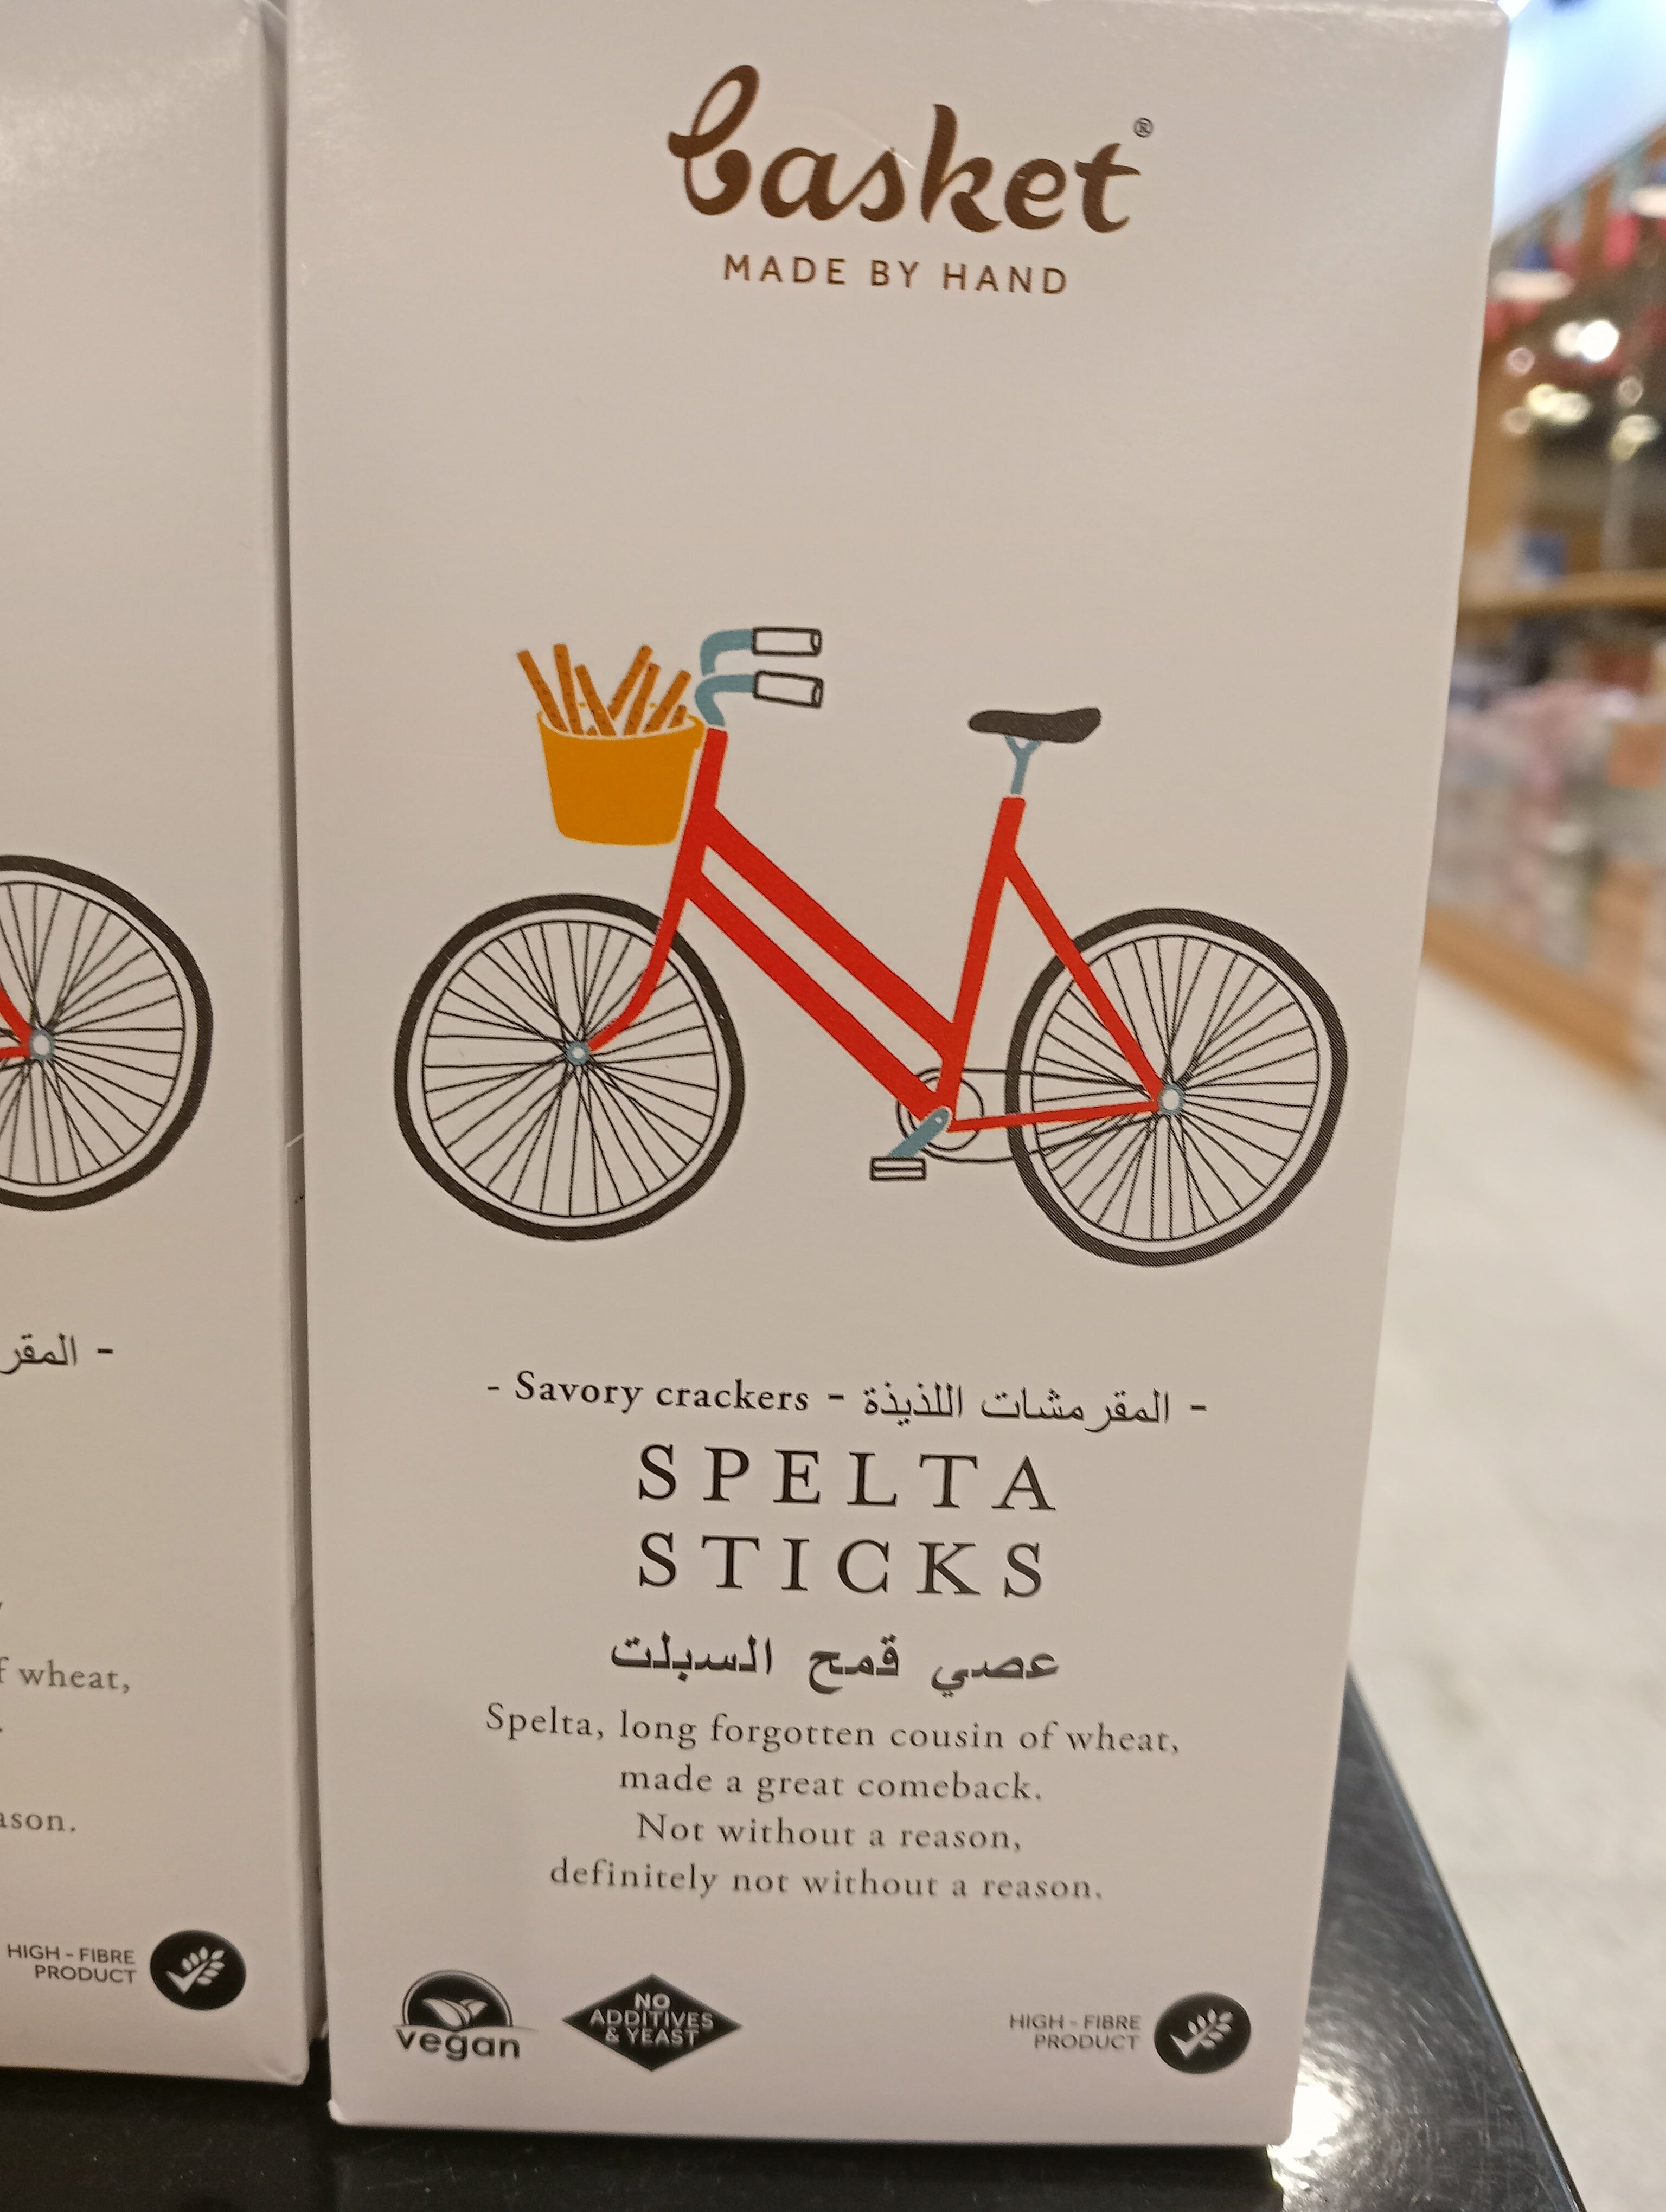 basket®
MADE BY HAND
- Savory crackers - المقرمشات اللذيذة -
SPELTA
STICKS
عصي قمح السبلت
Spelta, long forgotten cousin of wheat,
made a great comeback.
Not without a reason,
definitely not without a reason.
vegan
NO
ADDITIVES
& YEAST
HIGH - FIBRE
PRODUCT
wheat,
HIGH - FIBRE
PRODUCT